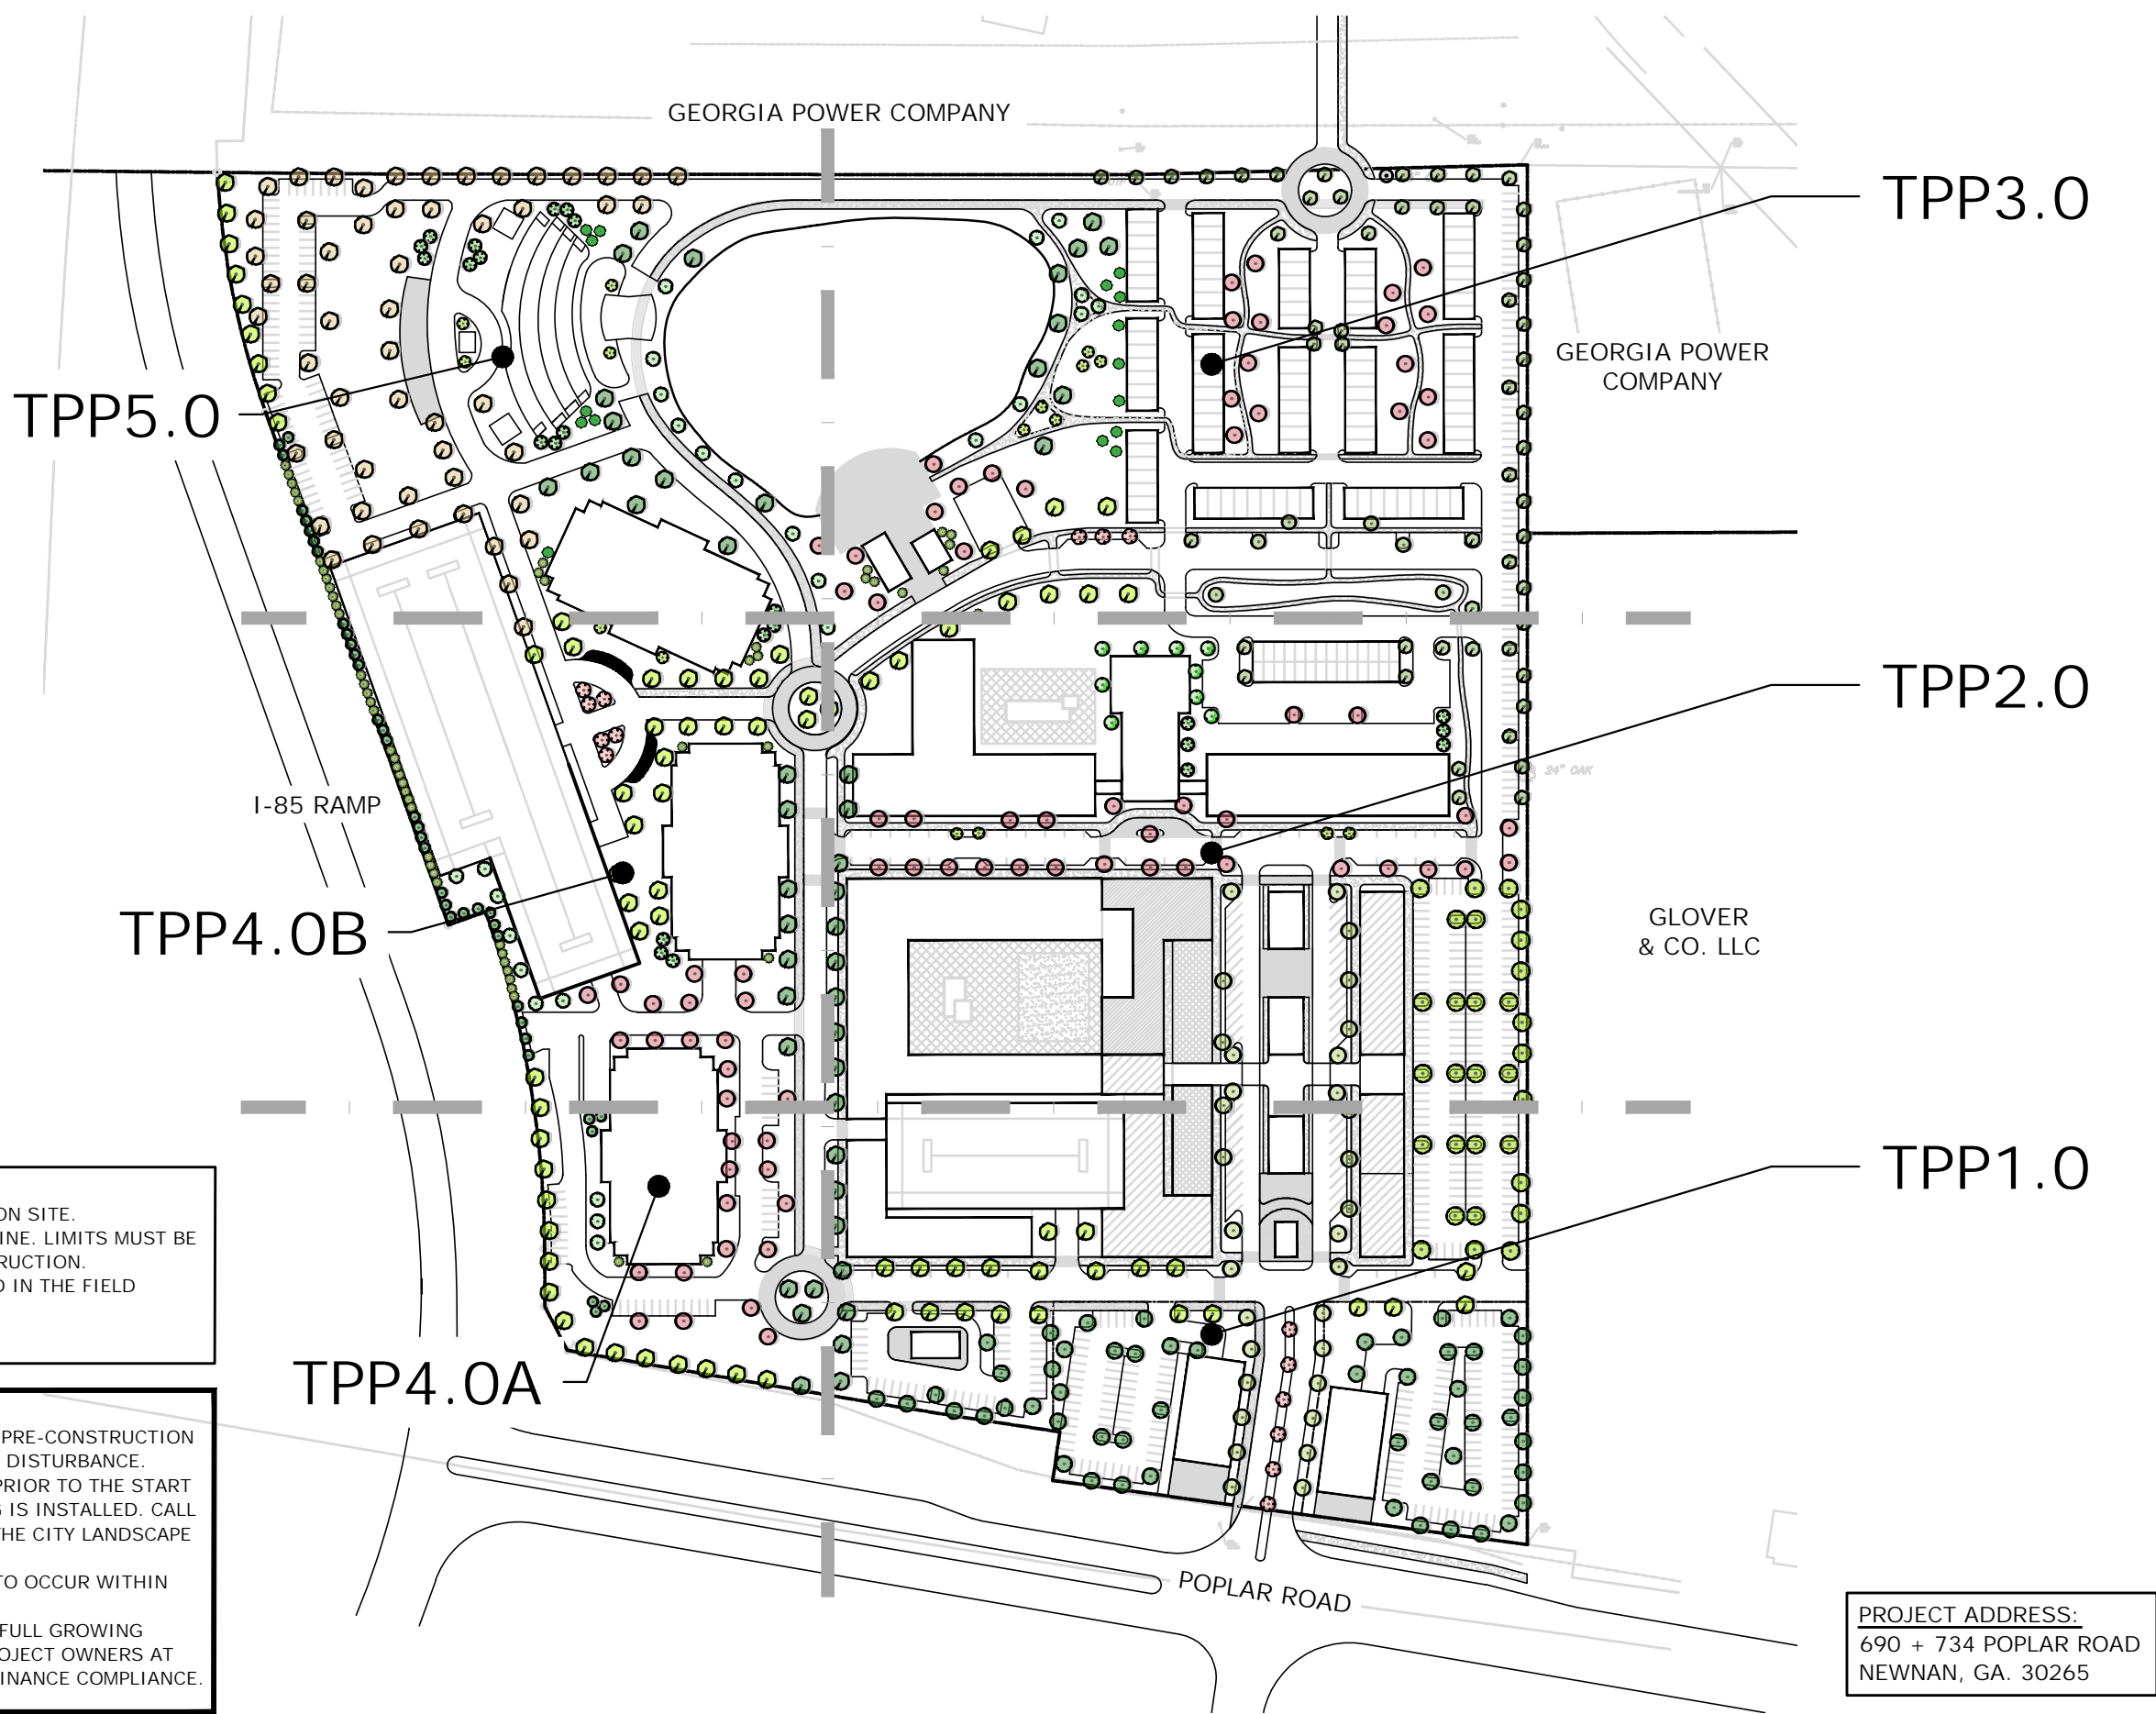 GEORGIA POWER COMPANY
TPP3.0
GEORGIA POWER
COMPANY
TPP5.0
TPP2.0
24" OAK
I-85 RAMP
TPP4.0B
GLOVER
& CO. LLC
TPP1.0
ON SITE.
INE. LIMITS MUST BE
RUCTION.
D IN THE FIELD
TPP4.0A
PRE-CONSTRUCTION
DISTURBANCE.
PRIOR TO THE START
IS INSTALLED. CALL
THE CITY LANDSCAPE
TO OCCUR WITHIN
FULL GROWING
OJECT OWNERS AT
INANCE COMPLIANCE.
POPLAR ROAD
PROJECT ADDRESS:
690 + 734 POPLAR ROAD
NEWNAN, GA. 30265